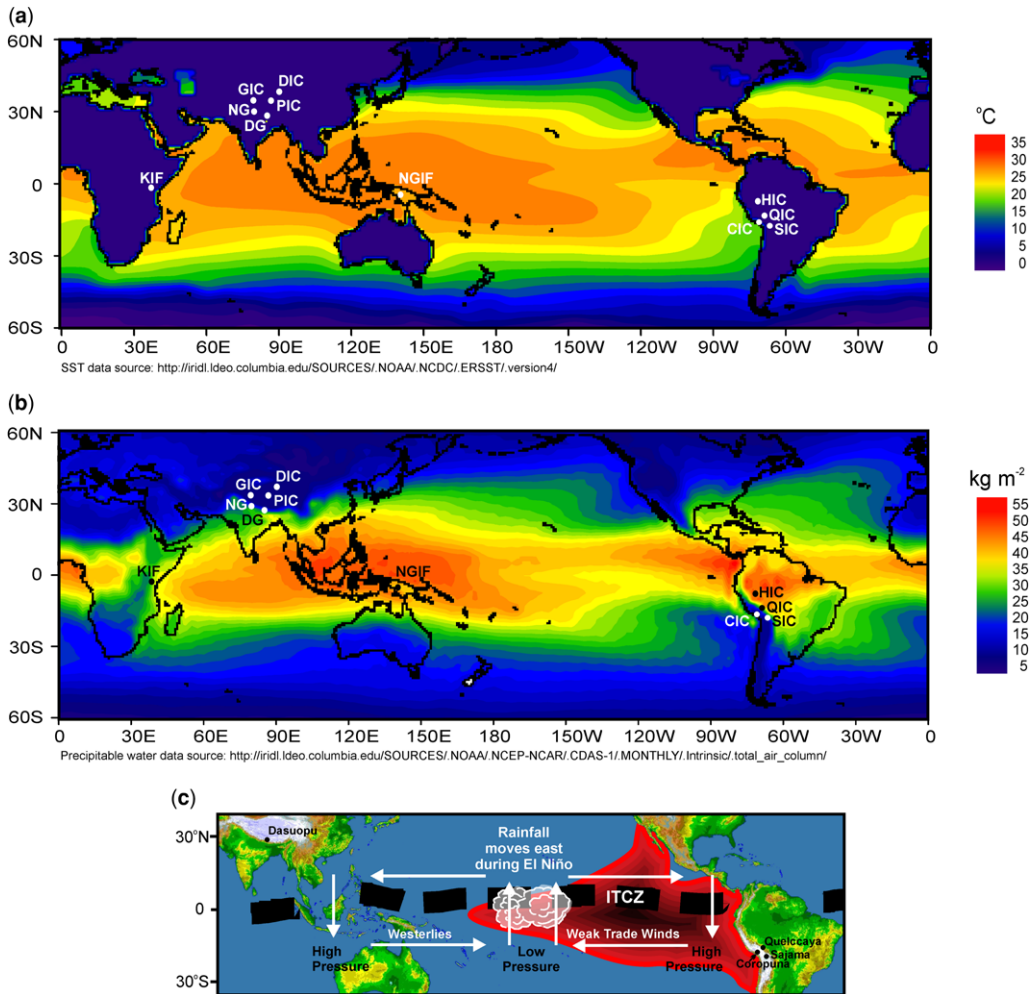 (a)
60N
30N
0
30S
60S
GIC
DIC
NG
PIC
DG
KIF
NGIF
HIC
QIC
CIC
SIC
0 30E 60E 90E 120E 150E 180E 150W 120W 90W 60W 30W 0
SST data source: http://iridl.ldeo.columbia.edu/SOURCES/.NOAA/.NCDC/.ERSST/.version4/
°C
35
30
25
20
15
10
5
0
(b)
60N
30N
0
30S
60S
GIC
DIC
NG
PIC
DG
KIF
NGIF
HIC
QIC
CIC
SIC
0 30E 60E 90E 120E 150E 180E 150W 120W 90W 60W 30W 0
Precipitable water data source: http://iridl.ldeo.columbia.edu/SOURCES/.NOAA/.NCEP-NCAR/.CDAS-1/.MONTHLY/.Intrinsic/.total_air_column/
kg m-2
55
50
45
40
35
30
25
20
15
10
5
(c)
30°N
0
30°S
Dasuopu
Rainfall
moves east
during El Niño
ITCZ
Westerlies
Weak Trade Winds
High
Pressure
Low
Pressure
High
Pressure
Quelccaya
Sajama
Coropuna